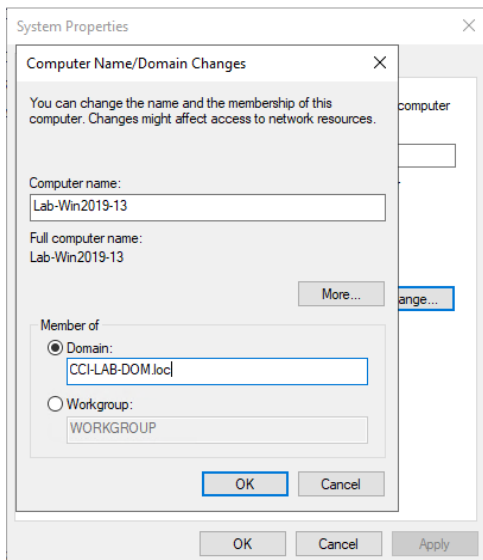 System Properties
Computer Name/Domain Changes
You can change the name and the membership of this
computer. Changes might affect access to network resources.
computer
Computer name:
Lab-Win2019-13
Full computer name:
Lab-Win2019-13
More...
ange...
Member of
Domain:
CCI-LAB-DOM.loc
Workgroup:
WORKGROUP
OK Cancel
OK Cancel Apply